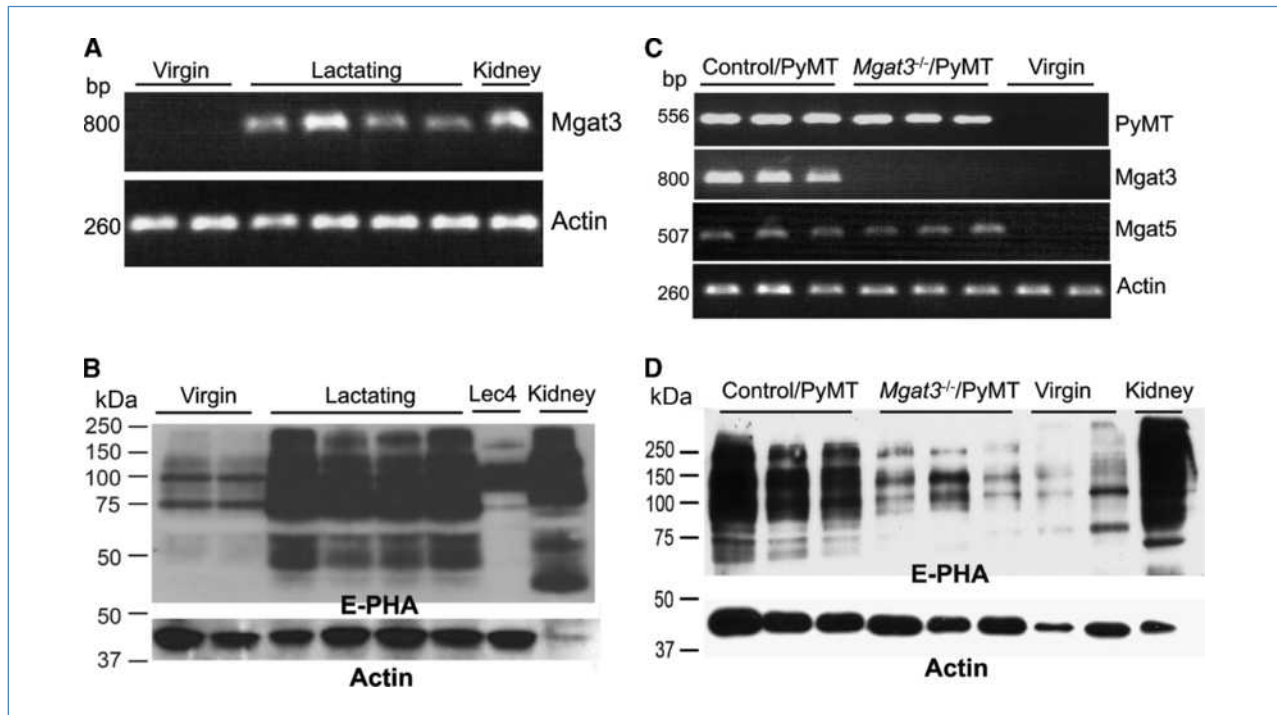 A
Virgin Lactating Kidney
bp
800 Mgat3
260 Actin
B
Virgin Lactating Lec4 Kidney
kDa
250
150
100
75
50
E-PHA
50
37
Actin
C
Control/PyMT Mgat3-/-/PyMT Virgin
bp
556 PyMT
800 Mgat3
507 Mgat5
260 Actin
D
Control/PyMT Mgat3-/-/PyMT Virgin Kidney
kDa
250
150
100
75
E-PHA
50
37
Actin